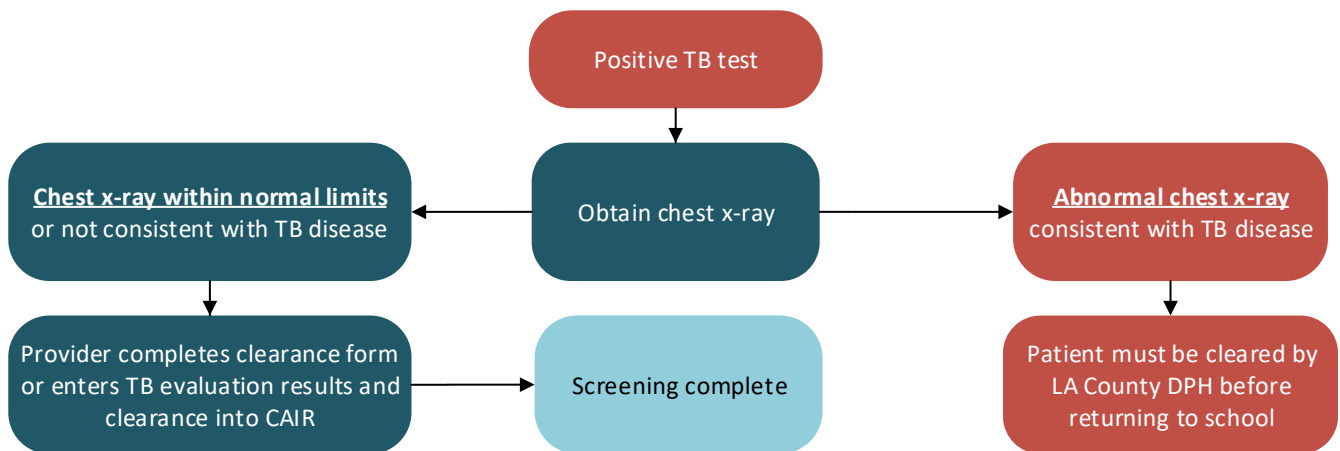 Positive TB test
Chest x-ray within normal limits
or not consistent with TB disease
Obtain chest x-ray
Abnormal chest x-ray
consistent with TB disease
Provider completes clearance form
or enters TB evaluation results and
clearance into CAIR
Screening complete
Patient must be cleared by
LA County DPH before
returning to school